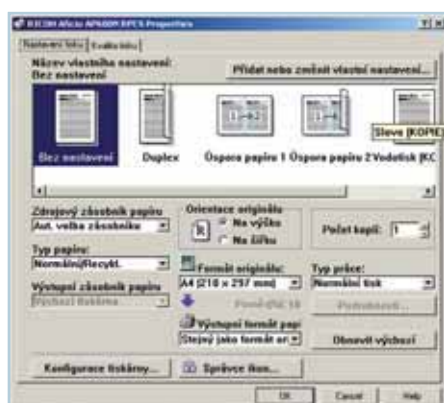 RICOH Aficio AP600N RPCS Properties
Nastavení tisku Kvalita tisku
Název vlastního nastavení:
Bez nastavení
Přidat nebo změnit vlastní nastavení...
Bez nastavení Duplex Úspora papíru 1 Úspora papíru 2 Vodotisk (KO
Slovo (KOPIE)
Zdrojový zásobník papíru
Aut. volba zásobníku
Orientace originálu
Na výšku
Na šířku
Počet kopií: 1
Typ papíru:
Normální/Recykl.
Formát originálu:
A4 (210 x 297 mm)
Typ práce:
Normální tisk
Výstupní zásobník papíru
Výchozí tiskárna
Podrobnosti...
Výstupní formát papí
Stejný jako formát or
Obnovit výchozí
Konfigurace tiskárny... Správce ikon...
OK Cancel Help